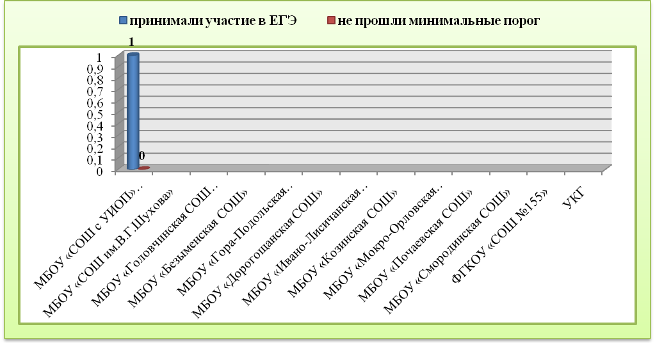 принимали участие в ЕГЭ не прошли минимальные порог
1
1
0,9
0,8
0,7
0,6
0,5
0,4
0,3
0,2
0,1
0
0
МБОУ «СОШ с УИОП»..
МБОУ «СОШ им.В.Г.Шухова»
МБОУ «Головчинская СОШ..
МБОУ «Безыменская СОШ»
МБОУ «Гора-Подольская..
МБОУ «Дорогощанская СОШ»
МБОУ «Ивано-Лисичанская..
МБОУ «Козинская СОШ»
МБОУ «Мокро-Орловская..
МБОУ «Почаевская СОШ»
МБОУ «Смородинская СОШ»
ФГКОУ «СОШ №155»
УКГ